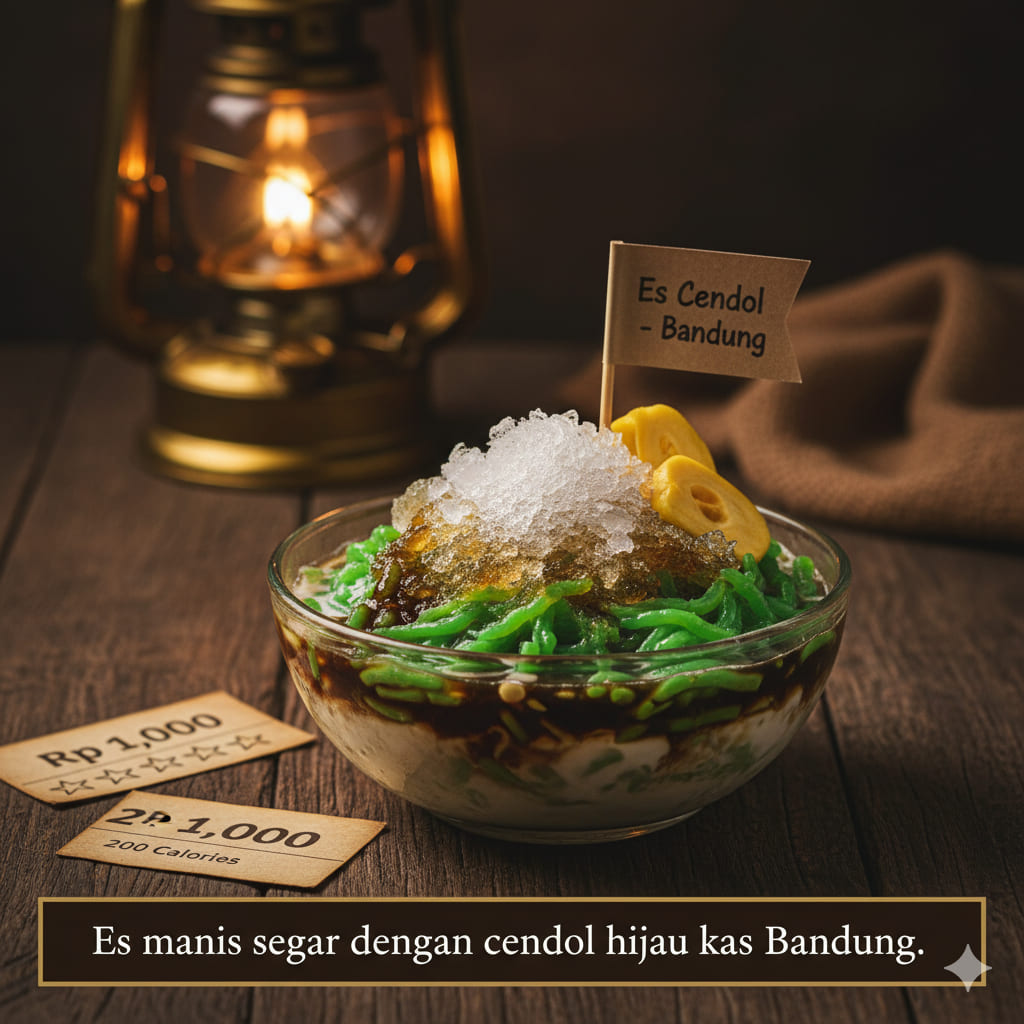 Es Cendol
- Bandung
Rp 1,000
1,000
200 Calories
Es manis segar dengan cendol hijau kas Bandung.